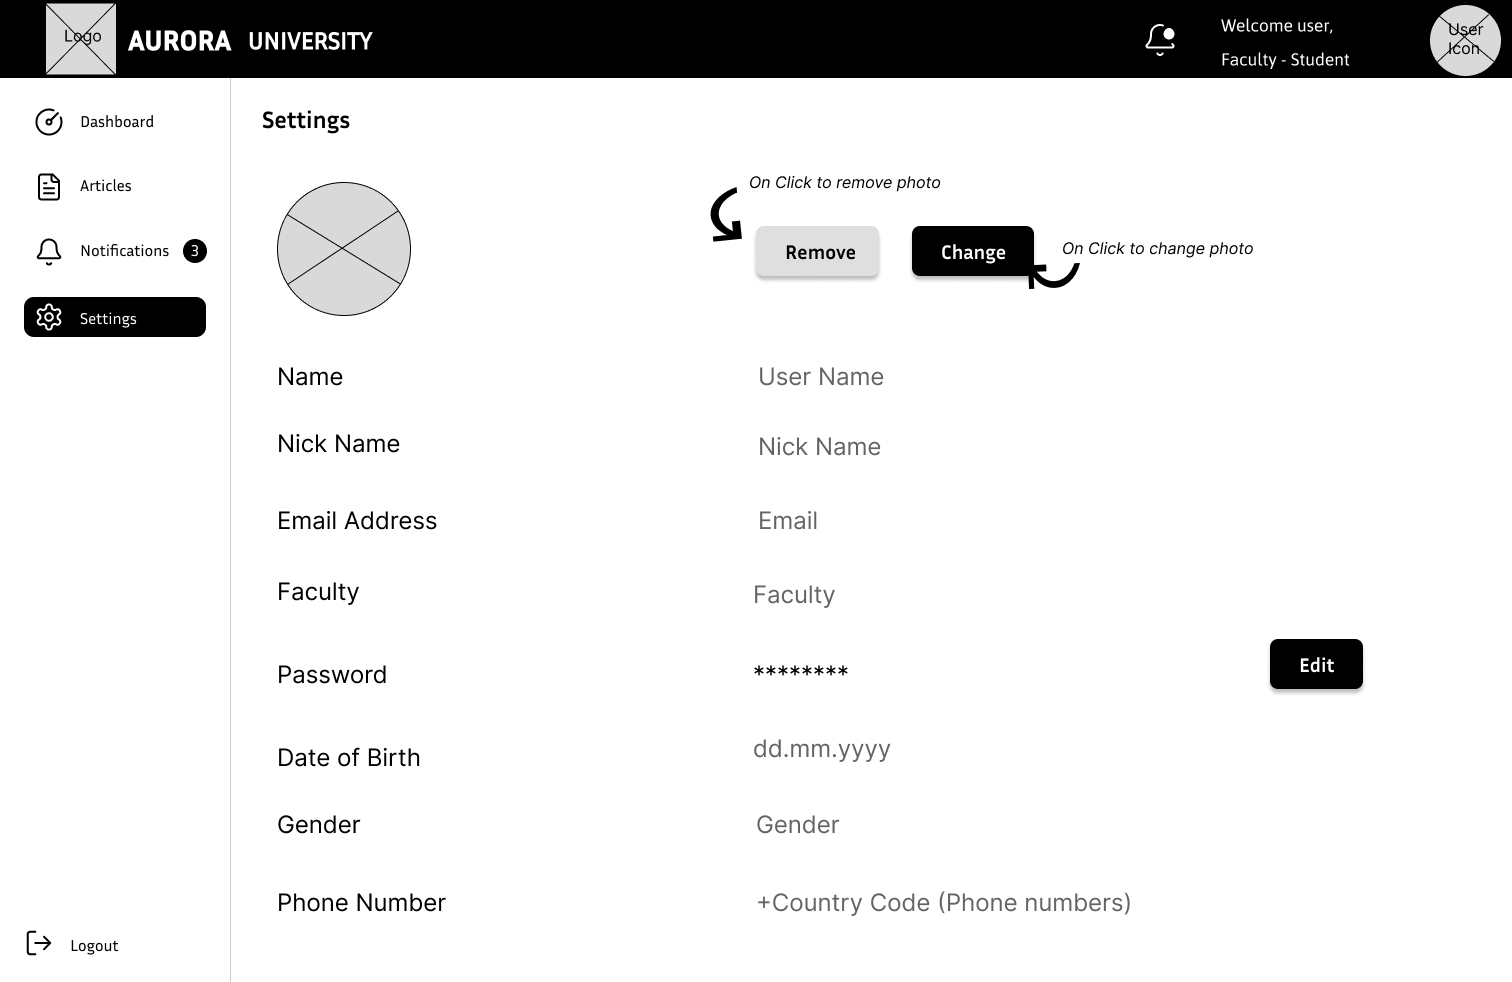 Logo
AURORA UNIVERSITY
Welcome user,
Faculty - Student
User
Icon
Dashboard
Articles
Notifications 3
Settings
Logout
Settings
On Click to remove photo
Remove
Change
On Click to change photo
Name
User Name
Nick Name
Nick Name
Email Address
Email
Faculty
Faculty
Password
********
Edit
Date of Birth
dd.mm.yyyy
Gender
Gender
Phone Number
+Country Code (Phone numbers)